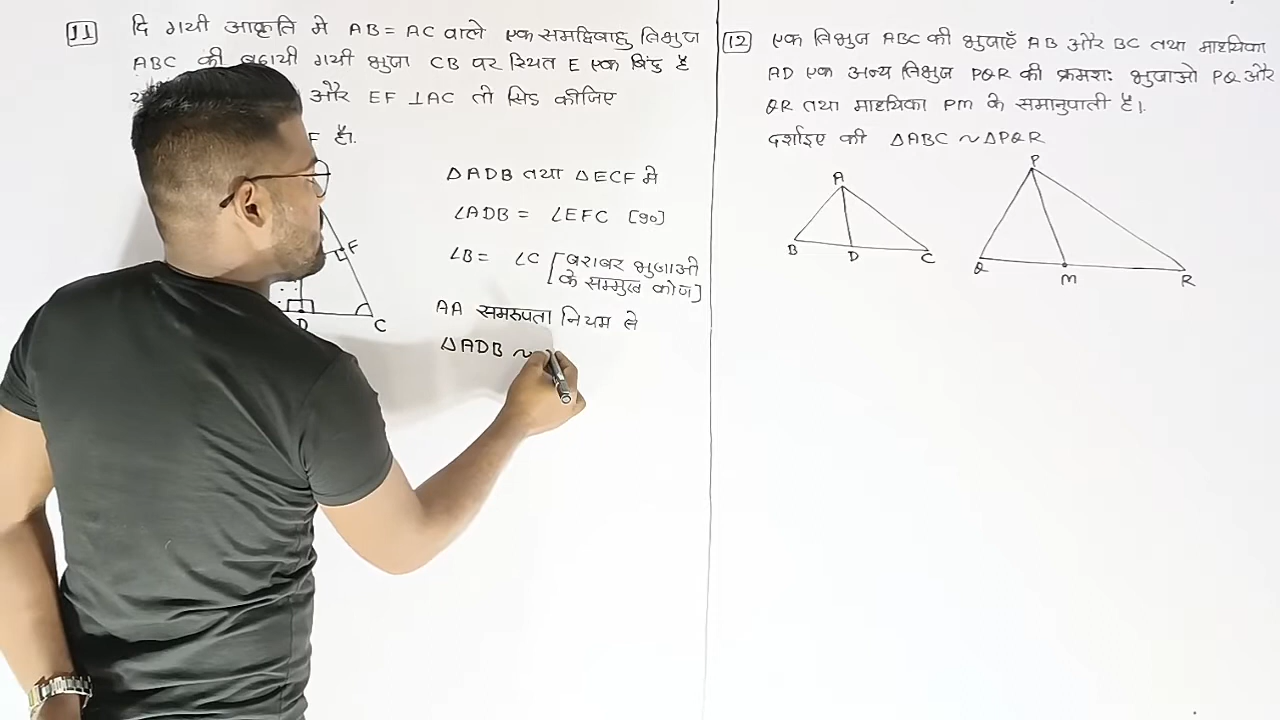 11
दि गयी आकृति मे AB = AC वाले एक समद्विबाहु त्रिभुज
ABC की बढायी गयी भुजा CB पर स्थित E एक बिंदु है
और EF ⊥ AC तो सिद्ध कीजिए
F है।
F
D
C
ΔADB तथा ΔECF मे
∠ADB = ∠EFC [90]
∠B = ∠C [बराबर भुजाओ
के सम्मुख कोण]
AA समरुपता नियम से
ΔADB ~
12
एक त्रिभुज ABC की भुजाएँ AB और BC तथा माध्यिका
AD एक अन्य त्रिभुज PQR की क्रमश: भुजाओ PQ और
QR तथा माध्यिका PM के समानुपाती है।
दर्शाइए की ΔABC ~ ΔPQR
A
B
D
C
P
Q
M
R